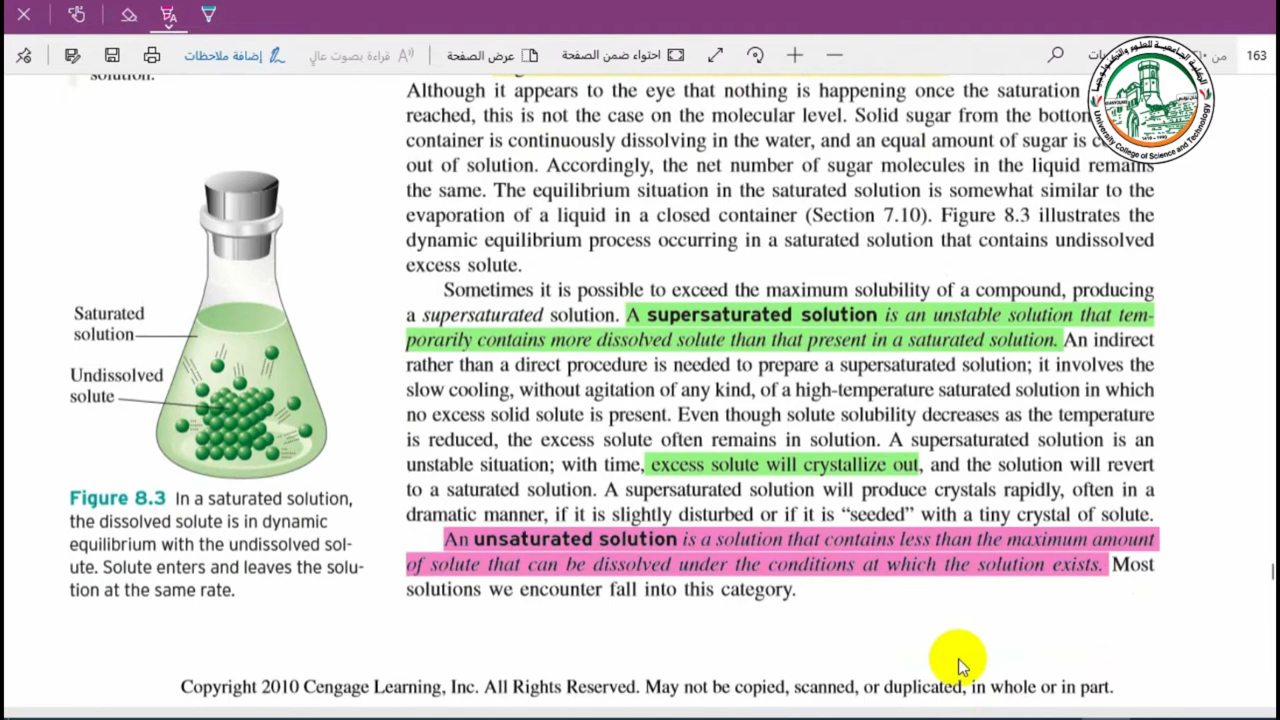 إضافة ملاحظات
قراءة بصوت عالٍ
عرض الصفحة
احتواء ضمن الصفحة
من
163
University College of Science and Technology
solution.
Although it appears to the eye that nothing is happening once the saturation
reached, this is not the case on the molecular level. Solid sugar from the
container is continuously dissolving in the water, and an equal amount of sugar is
out of solution. Accordingly, the net number of sugar molecules in the liquid remains
the same. The equilibrium situation in the saturated solution is somewhat similar to the
evaporation of a liquid in a closed container (Section 7.10). Figure 8.3 illustrates the
dynamic equilibrium process occurring in a saturated solution that contains undissolved
excess solute.
Sometimes it is possible to exceed the maximum solubility of a compound, producing
a supersaturated solution. A supersaturated solution is an unstable solution that tem-
porarily contains more dissolved solute than that present in a saturated solution. An indirect
rather than a direct procedure is needed to prepare a supersaturated solution; it involves the
slow cooling, without agitation of any kind, of a high-temperature saturated solution in which
no excess solid solute is present. Even though solute solubility decreases as the temperature
is reduced, the excess solute often remains in solution. A supersaturated solution is an
unstable situation; with time, excess solute will crystallize out, and the solution will revert
to a saturated solution. A supersaturated solution will produce crystals rapidly, often in a
dramatic manner, if it is slightly disturbed or if it is “seeded” with a tiny crystal of solute.
An unsaturated solution is a solution that contains less than the maximum amount
of solute that can be dissolved under the conditions at which the solution exists. Most
solutions we encounter fall into this category.
Saturated
solution
Undissolved
solute
Figure 8.3 In a saturated solution,
the dissolved solute is in dynamic
equilibrium with the undissolved sol-
ute. Solute enters and leaves the solu-
tion at the same rate.
Copyright 2010 Cengage Learning, Inc. All Rights Reserved. May not be copied, scanned, or duplicated, in whole or in part.